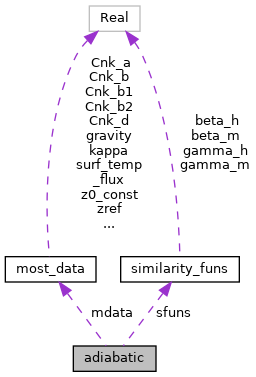 Real
Cnk_a
Cnk_b
Cnk_b1
Cnk_b2
Cnk_d
gravity
kappa
surf_temp
_flux
z0_const
zref
...
beta_h
beta_m
gamma_h
gamma_m
most_data
similarity_funs
mdata
sfuns
adiabatic